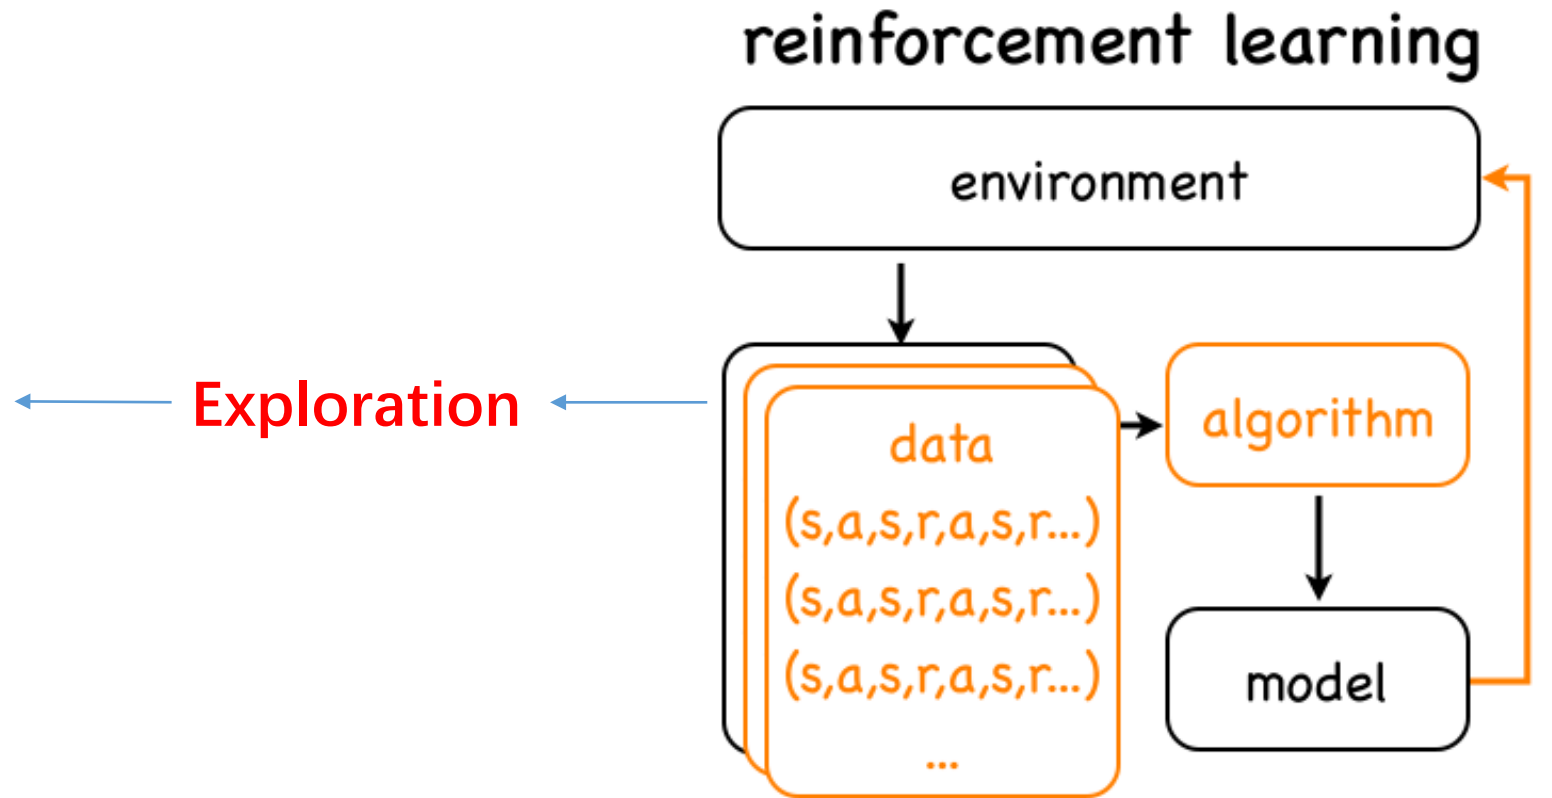 reinforcement learning
environment
Exploration
data
(s,a,s,r,a,s,r...)
(s,a,s,r,a,s,r...)
(s,a,s,r,a,s,r...)
...
algorithm
model